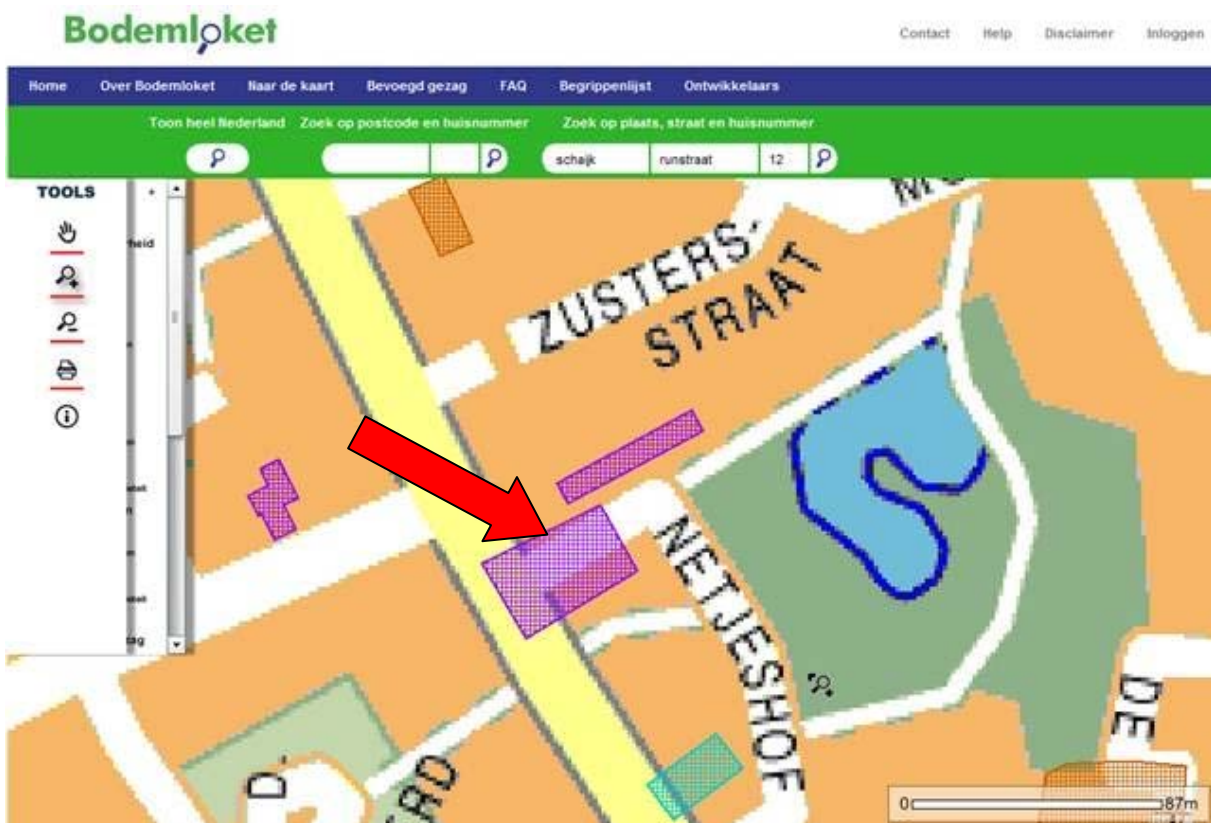 Bodemloket
Contact Help Disclaimer Inloggen
Home Over Bodemloket Naar de kaart Bevoegd gezag FAQ Begrippenlijst Ontwikkelaars
Toon heel Nederland Zoek op postcode en huisnummer Zoek op plaats, straat en huisnummer
schaijk runstraat 12
TOOLS
heid
ZUSTERS-
STRAAT
NETJESHOF
DE
D.
ERD
0 87m